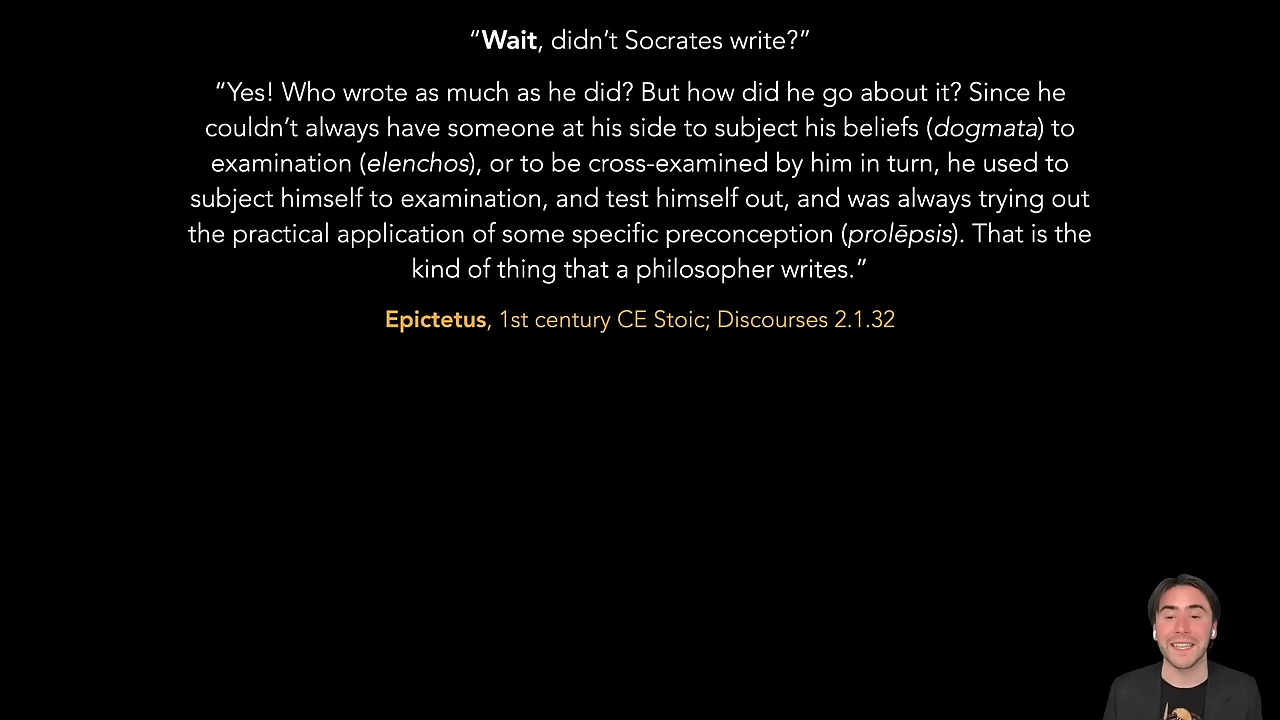 “Wait, didn’t Socrates write?”
“Yes! Who wrote as much as he did? But how did he go about it? Since he
couldn’t always have someone at his side to subject his beliefs (dogmata) to
examination (elenchos), or to be cross-examined by him in turn, he used to
subject himself to examination, and test himself out, and was always trying out
the practical application of some specific preconception (prolēpsis). That is the
kind of thing that a philosopher writes.”
Epictetus, 1st century CE Stoic; Discourses 2.1.32